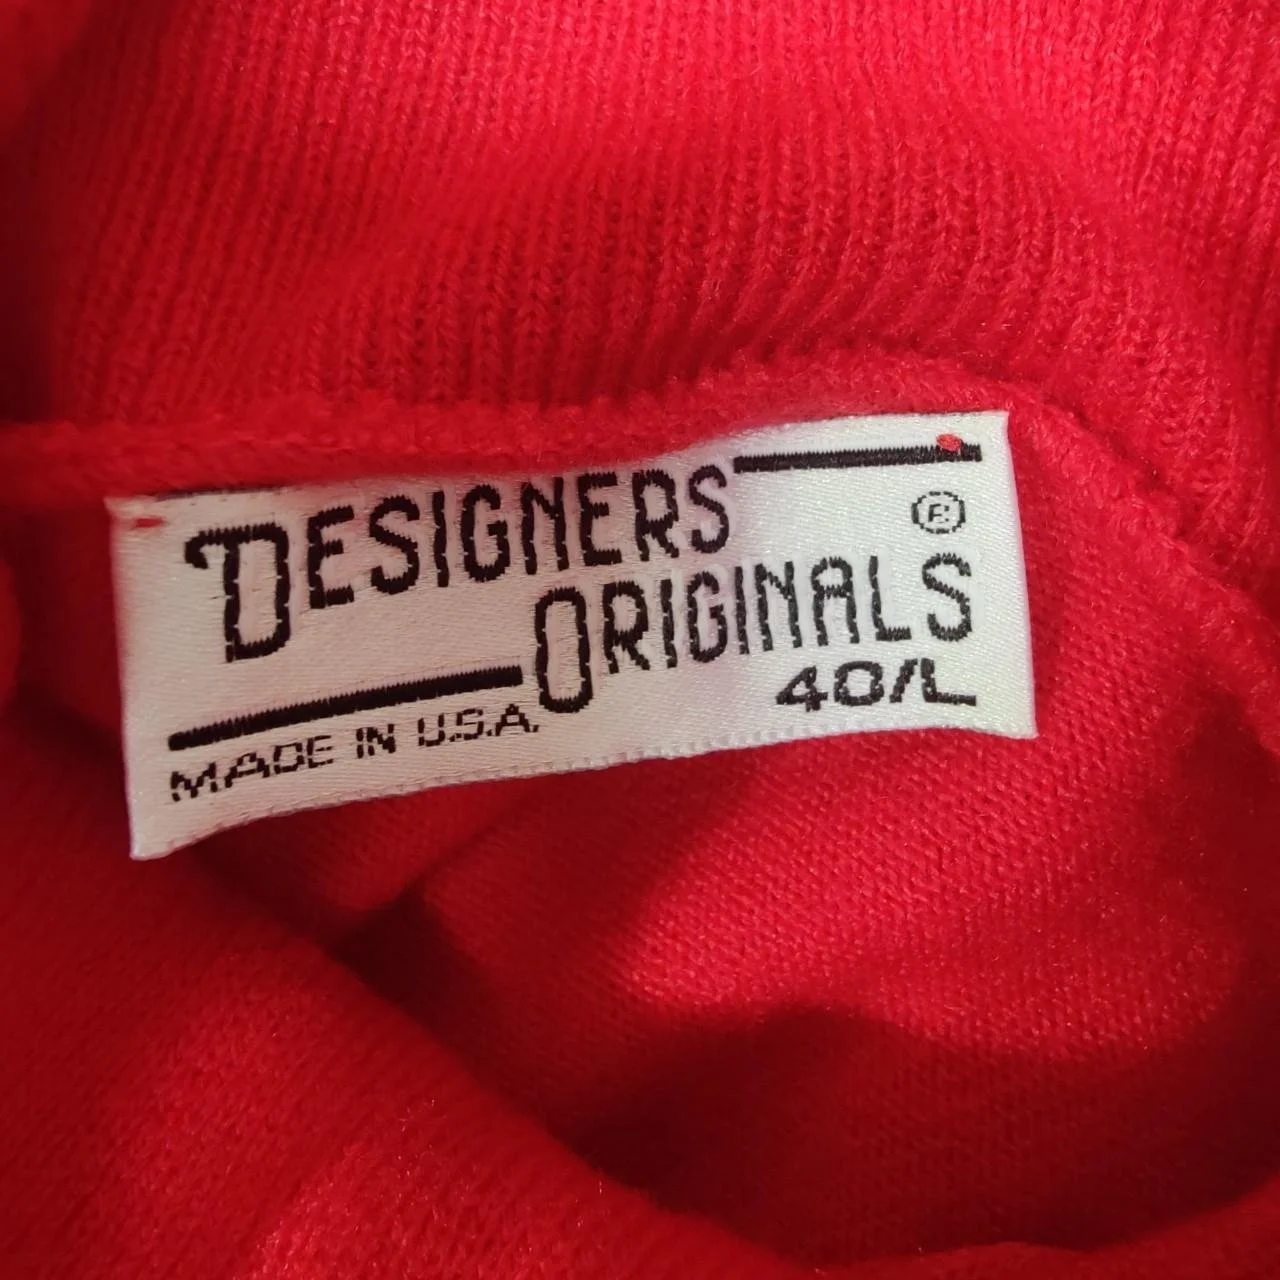 DESIGNERS
ORIGINALS ®
40/L
MADE IN U.S.A.